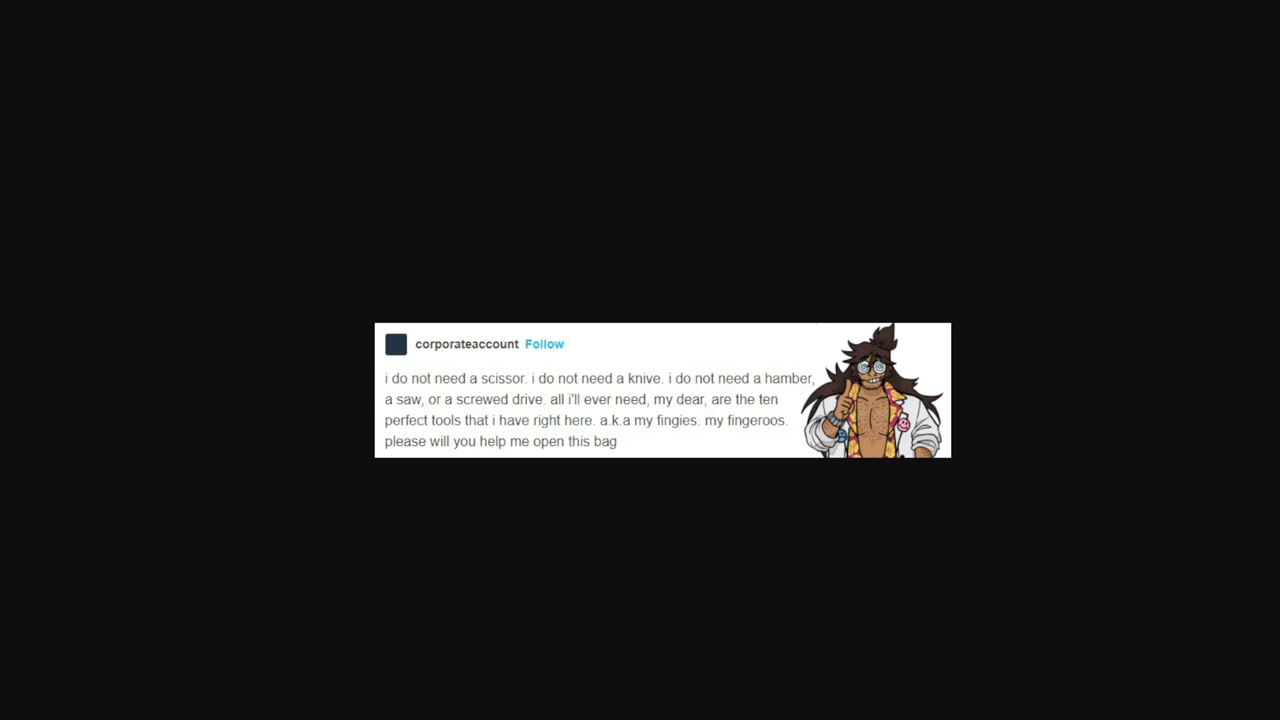 corporateaccount Follow
i do not need a scissor. i do not need a knive. i do not need a hamber,
a saw, or a screwed drive. all i'll ever need, my dear, are the ten
perfect tools that i have right here. a.k.a my fingies. my fingeroos.
please will you help me open this bag